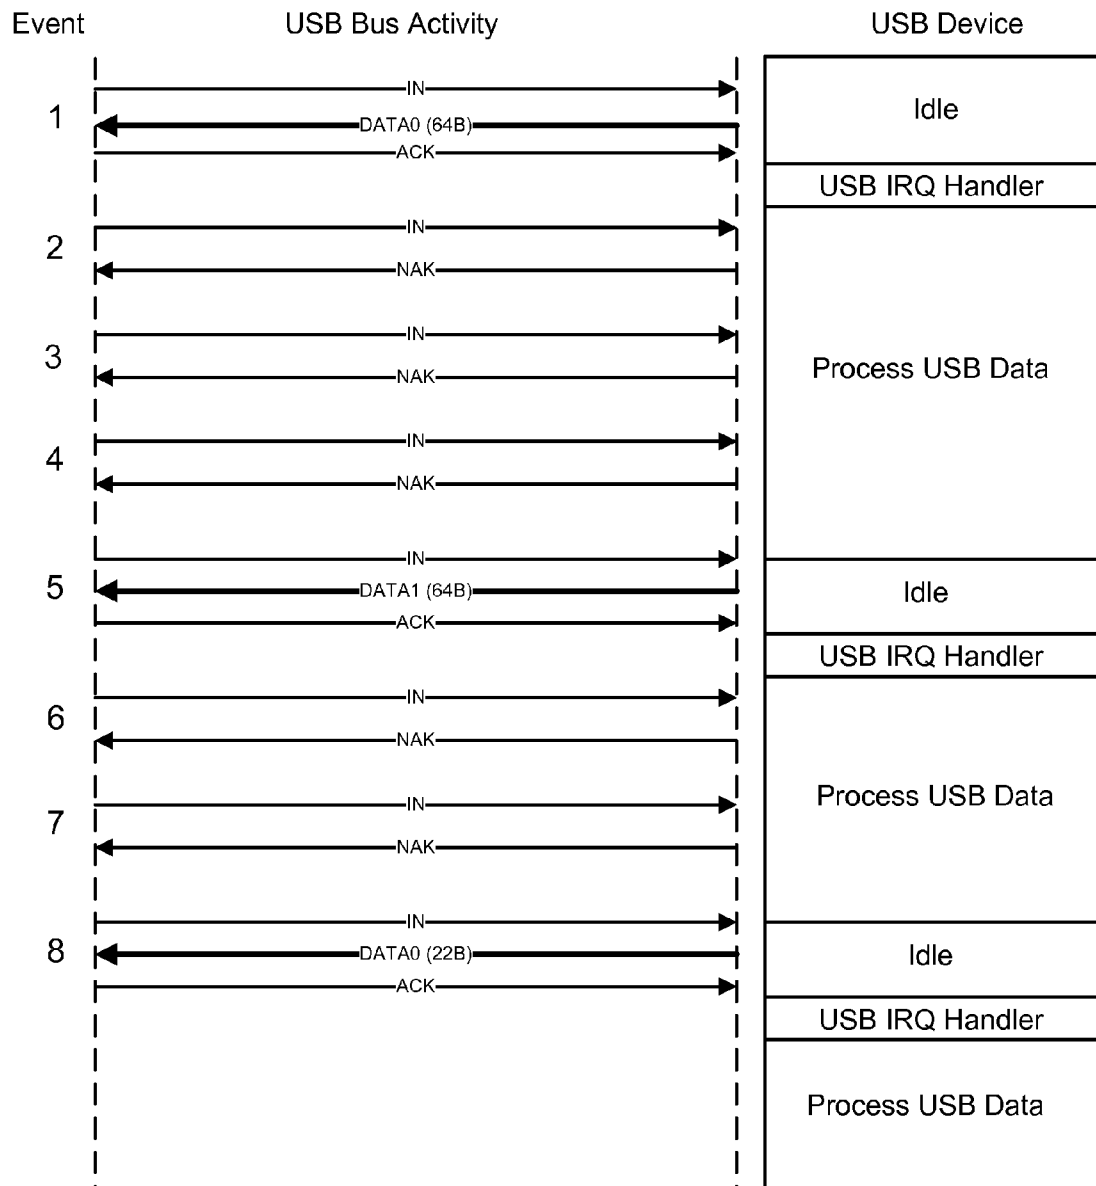 Event USB Bus Activity USB Device
IN
Idle
1
DATA0 (64B)
ACK
USB IRQ Handler
IN
2
NAK
IN
3
NAK
Process USB Data
IN
4
NAK
IN
5
DATA1 (64B)
Idle
ACK
USB IRQ Handler
IN
6
NAK
IN
Process USB Data
7
NAK
IN
8
DATA0 (22B)
Idle
ACK
USB IRQ Handler
Process USB Data